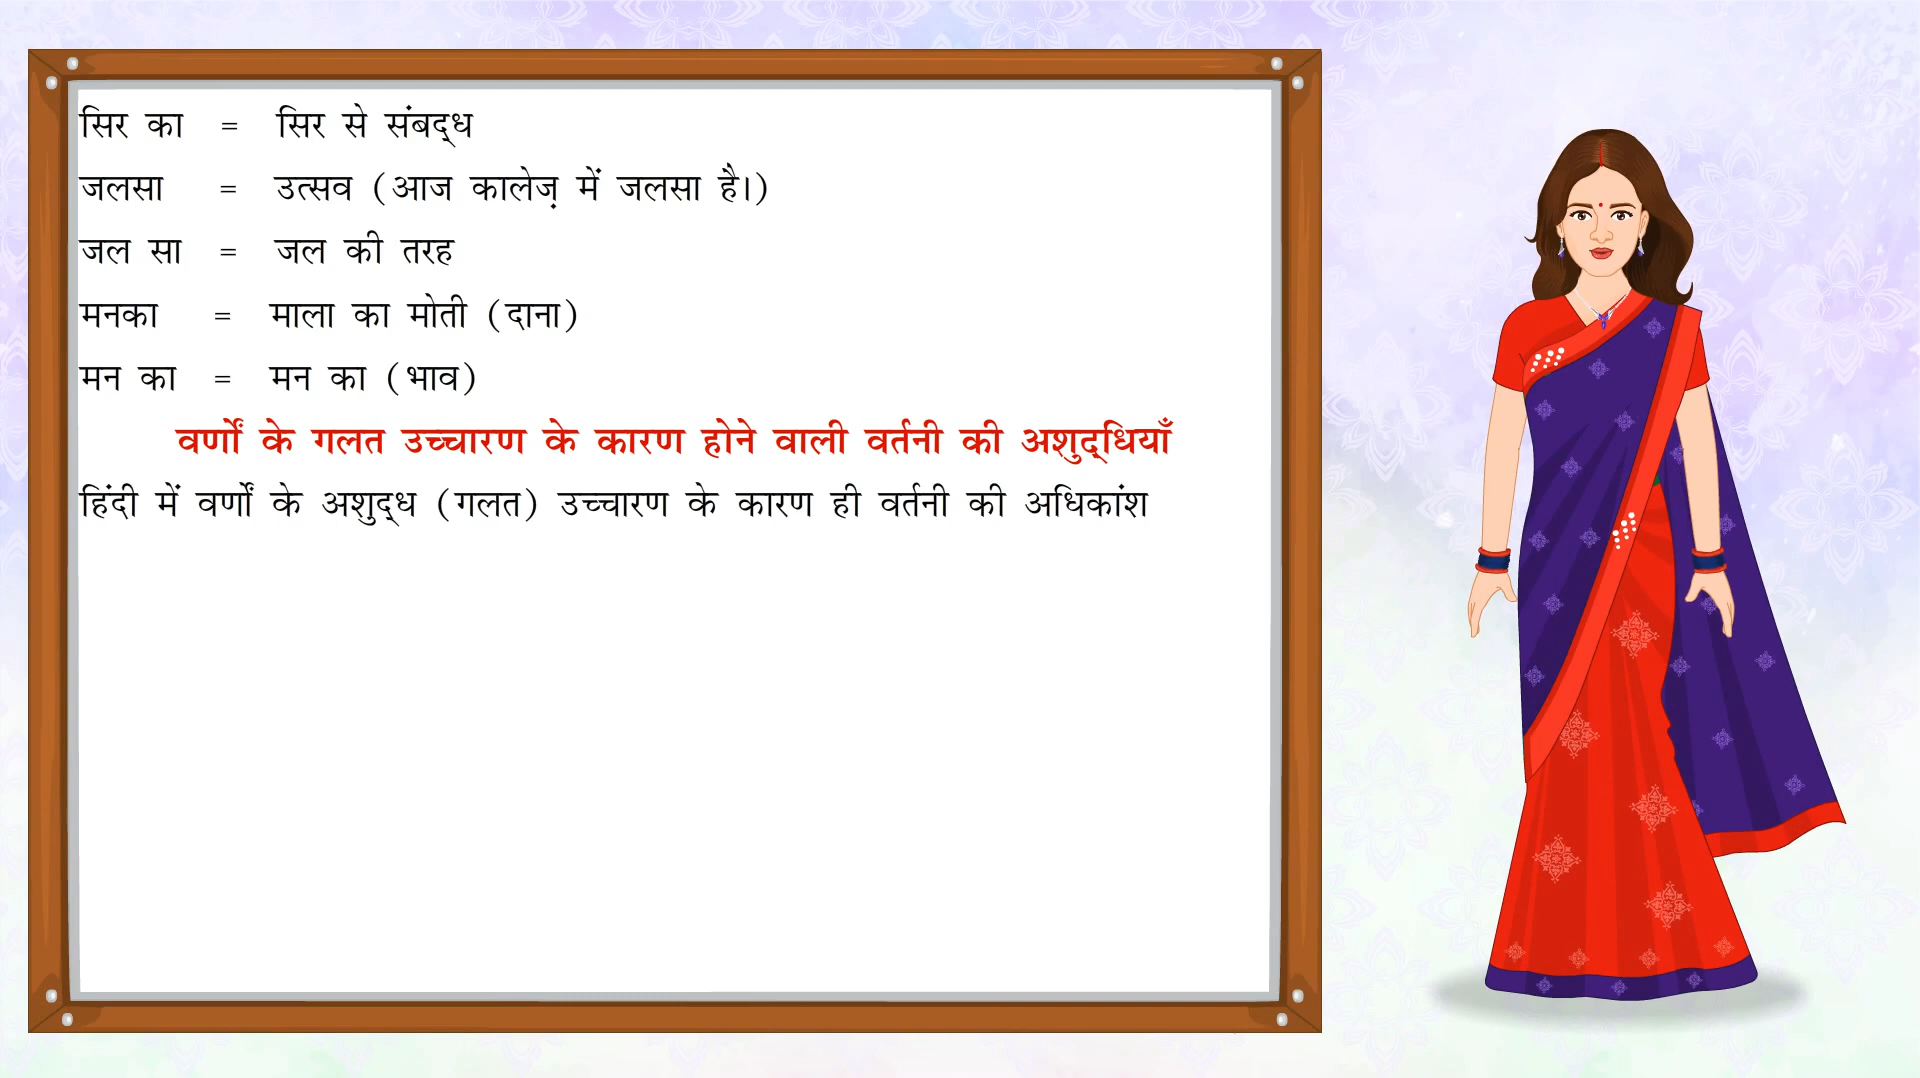 सिर का = सिर से संबद्ध
जलसा = उत्सव (आज कालेज़ में जलसा है।)
जल सा = जल की तरह
मनका = माला का मोती (दाना)
मन का = मन का (भाव)
वर्णों के गलत उच्चारण के कारण होने वाली वर्तनी की अशुद्धियाँ
हिंदी में वर्णों के अशुद्ध (गलत) उच्चारण के कारण ही वर्तनी की अधिकांश